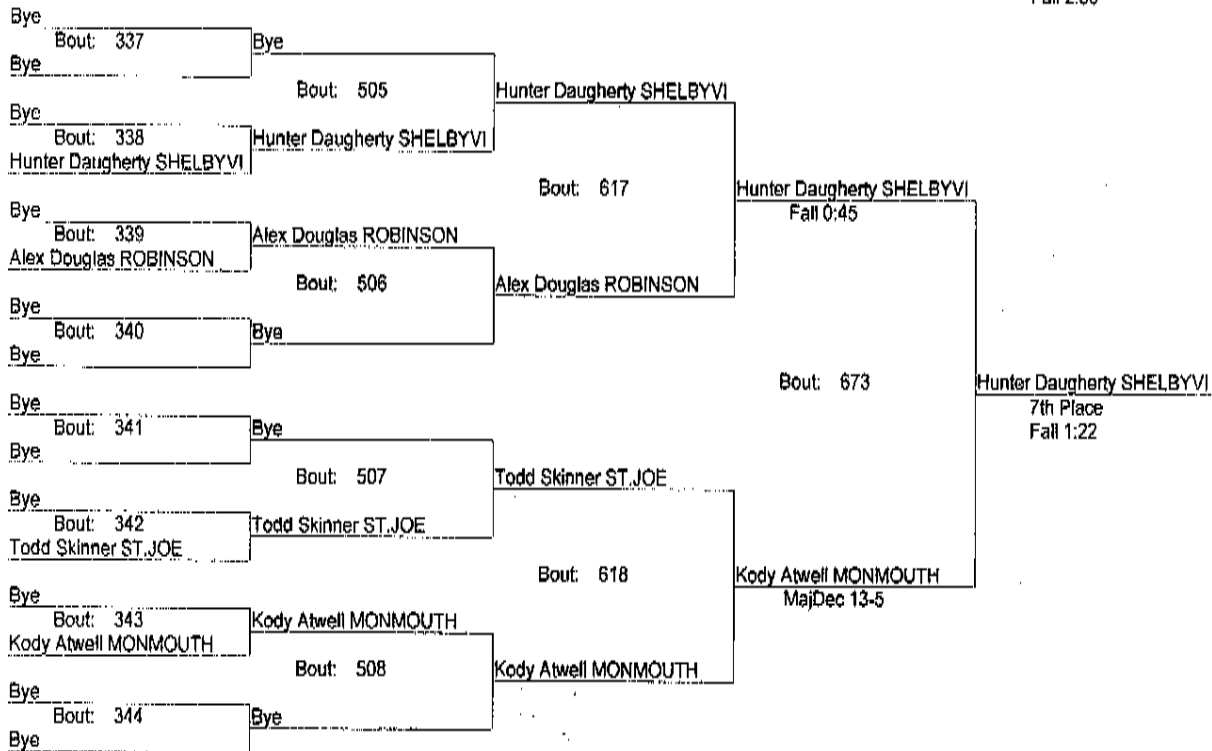 Bye
Bout: 337
Bye
Bye
Bout: 505
Hunter Daugherty SHELBYVI
Bye
Bout: 338
Hunter Daugherty SHELBYVI
Hunter Daugherty SHELBYVI
Bout: 617
Hunter Daugherty SHELBYVI
Fall 0:45
Bye
Bout: 339
Alex Douglas ROBINSON
Alex Douglas ROBINSON
Bout: 506
Alex Douglas ROBINSON
Bye
Bout: 340
Bye
Bye
Bout: 673
Hunter Daugherty SHELBYVI
7th Place
Fall 1:22
Bye
Bout: 341
Bye
Bye
Bout: 507
Todd Skinner ST.JOE
Bye
Bout: 342
Todd Skinner ST.JOE
Todd Skinner ST.JOE
Bout: 618
Kody Atwell MONMOUTH
MajDec 13-5
Bye
Bout: 343
Kody Atwell MONMOUTH
Kody Atwell MONMOUTH
Bout: 508
Kody Atwell MONMOUTH
Bye
Bout: 344
Bye
Bye